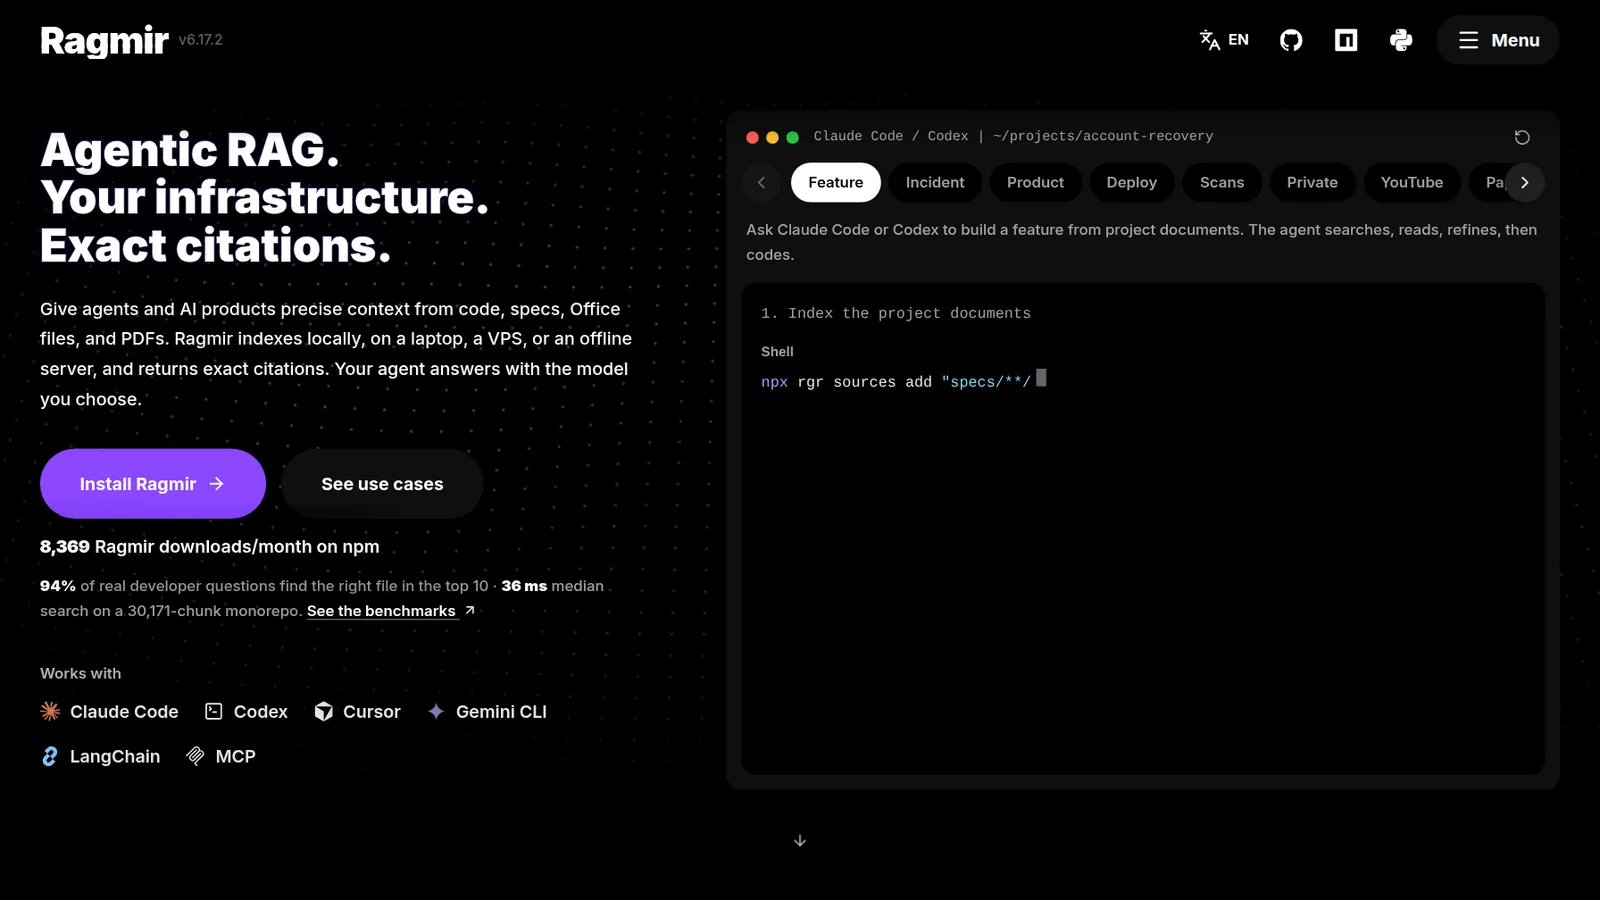 Ragmir v6.17.2
EN
Menu
Agentic RAG.
Your infrastructure.
Exact citations.
Give agents and AI products precise context from code, specs, Office
files, and PDFs. Ragmir indexes locally, on a laptop, a VPS, or an offline
server, and returns exact citations. Your agent answers with the model
you choose.
Install Ragmir
See use cases
8,369 Ragmir downloads/month on npm
94% of real developer questions find the right file in the top 10 · 36 ms median
search on a 30,171-chunk monorepo. See the benchmarks
Works with
Claude Code
Codex
Cursor
Gemini CLI
LangChain
MCP
Claude Code / Codex | ~/projects/account-recovery
Feature
Incident
Product
Deploy
Scans
Private
YouTube
Ask Claude Code or Codex to build a feature from project documents. The agent searches, reads, refines, then
codes.
1. Index the project documents
Shell
npx rgr sources add "specs/**/